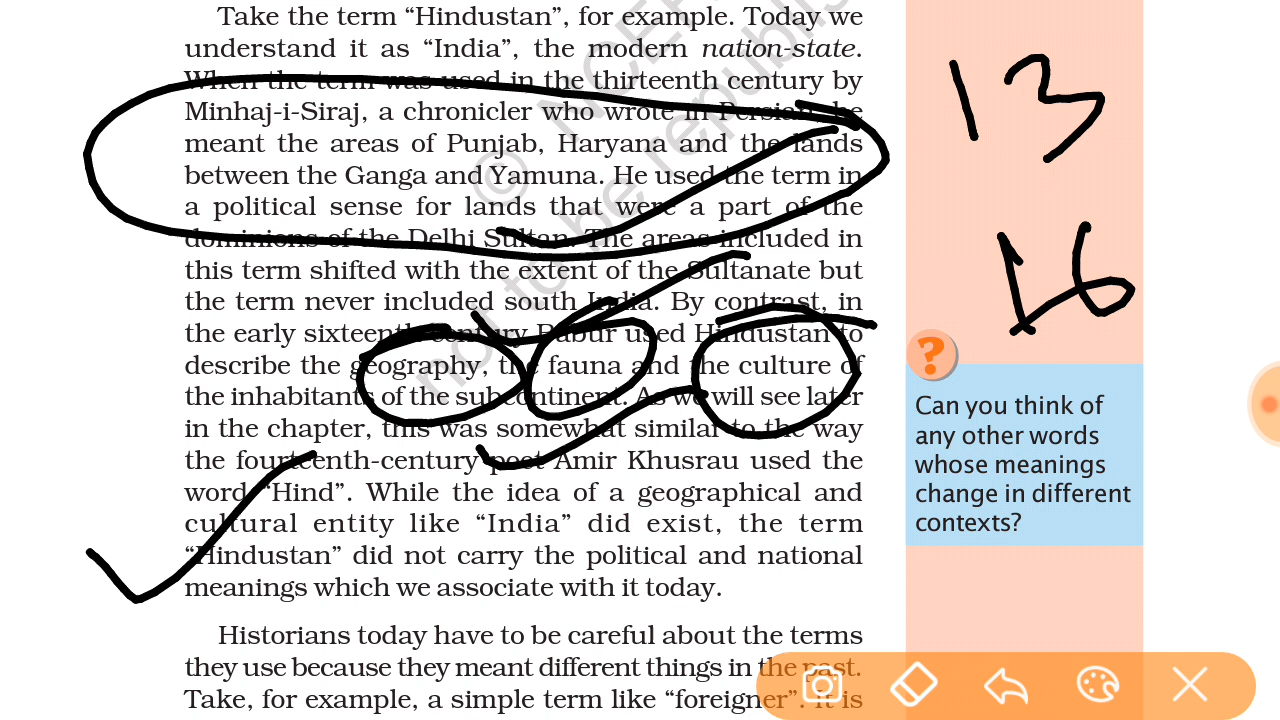 Take the term “Hindustan”, for example. Today we
understand it as “India”, the modern nation-state.
When the term was used in the thirteenth century by
Minhaj-i-Siraj, a chronicler who wrote in Persian, he
meant the areas of Punjab, Haryana and the lands
between the Ganga and Yamuna. He used the term in
a political sense for lands that were a part of the
dominions of the Delhi Sultan. The areas included in
this term shifted with the extent of the Sultanate but
the term never included south India. By contrast, in
the early sixteenth century Babur used Hindustan to
describe the geography, the fauna and the culture of
the inhabitants of the subcontinent. As we will see later
in the chapter, this was somewhat similar to the way
the fourteenth-century poet Amir Khusrau used the
word “Hind”. While the idea of a geographical and
cultural entity like “India” did exist, the term
“Hindustan” did not carry the political and national
meanings which we associate with it today.
Historians today have to be careful about the terms
they use because they meant different things in the past.
Take, for example, a simple term like “foreigner”. It is
13
16
?
Can you think of
any other words
whose meanings
change in different
contexts?
© NCER
not to be republis